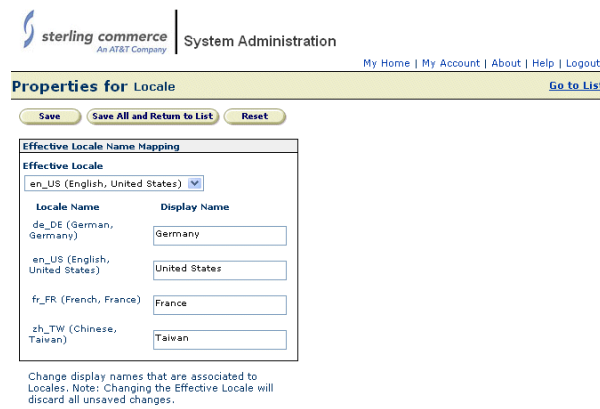 sterling commerce
An AT&T Company
System Administration
My Home | My Account | About | Help | Logout
Properties for Locale
Go to List
Save
Save All and Return to List
Reset
Effective Locale Name Mapping
Effective Locale
en_US (English, United States)
Locale Name Display Name
de_DE (German,
Germany)
Germany
en_US (English,
United States)
United States
fr_FR (French, France)
France
zh_TW (Chinese,
Taiwan)
Taiwan
Change display names that are associated to
Locales. Note: Changing the Effective Locale will
discard all unsaved changes.